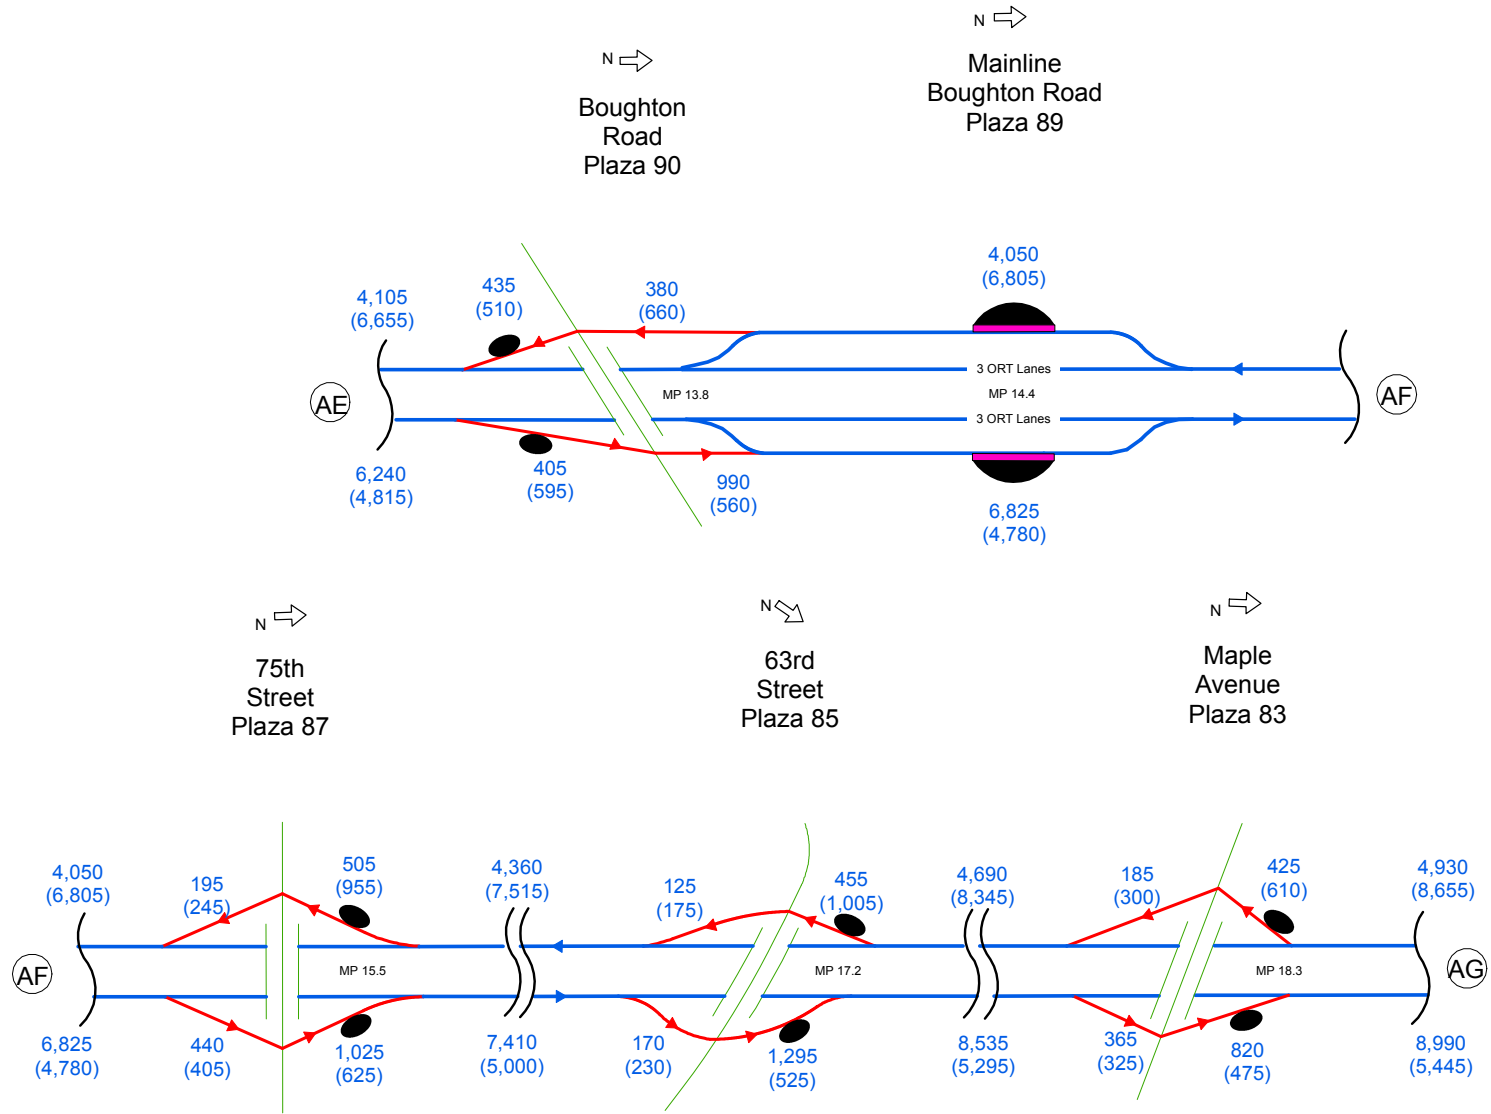 N
Mainline
Boughton Road
Plaza 89
N
Boughton
Road
Plaza 90
4,105
(6,655)
435
(510)
380
(660)
4,050
(6,805)
3 ORT Lanes
MP 13.8
MP 14.4
3 ORT Lanes
AE
AF
6,240
(4,815)
405
(595)
990
(560)
6,825
(4,780)
N
75th
Street
Plaza 87
N
63rd
Street
Plaza 85
N
Maple
Avenue
Plaza 83
4,050
(6,805)
195
(245)
505
(955)
4,360
(7,515)
125
(175)
455
(1,005)
4,690
(8,345)
185
(300)
425
(610)
4,930
(8,655)
AF
MP 15.5
MP 17.2
MP 18.3
AG
6,825
(4,780)
440
(405)
1,025
(625)
7,410
(5,000)
170
(230)
1,295
(525)
8,535
(5,295)
365
(325)
820
(475)
8,990
(5,445)